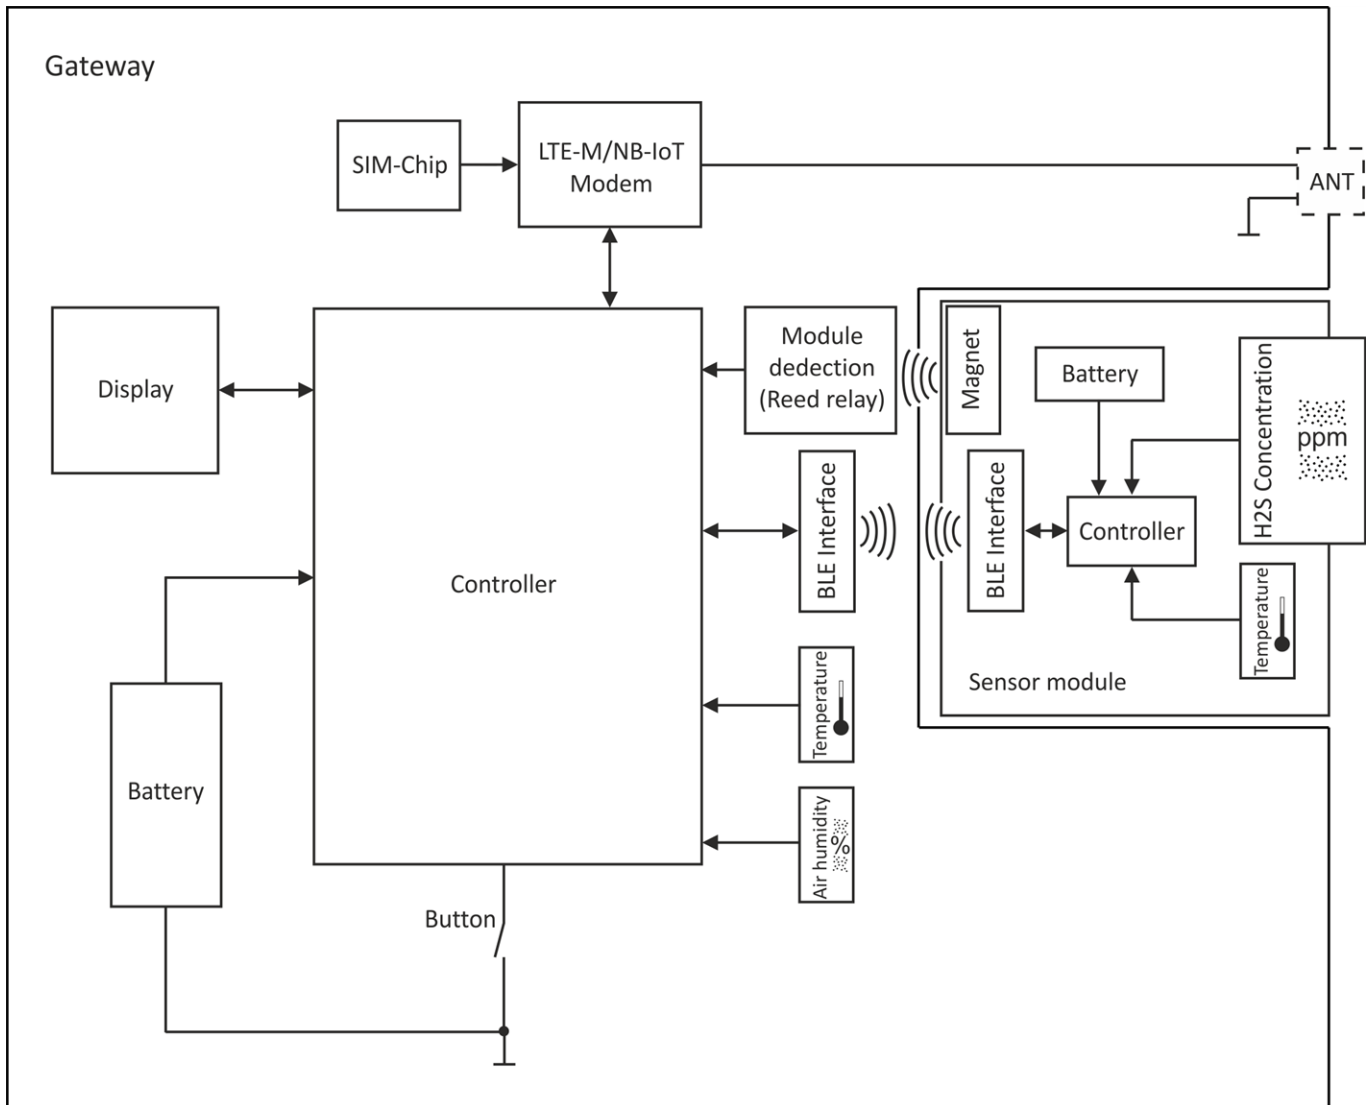 Gateway
SIM-Chip
LTE-M/NB-IoT
Modem
ANT
Display
Controller
Module
dedection
(Reed relay)
Magnet
Battery
H2S Concentration
ppm
BLE Interface
BLE Interface
Controller
Temperature
Sensor module
Temperature
Air humidity
%
Battery
Button